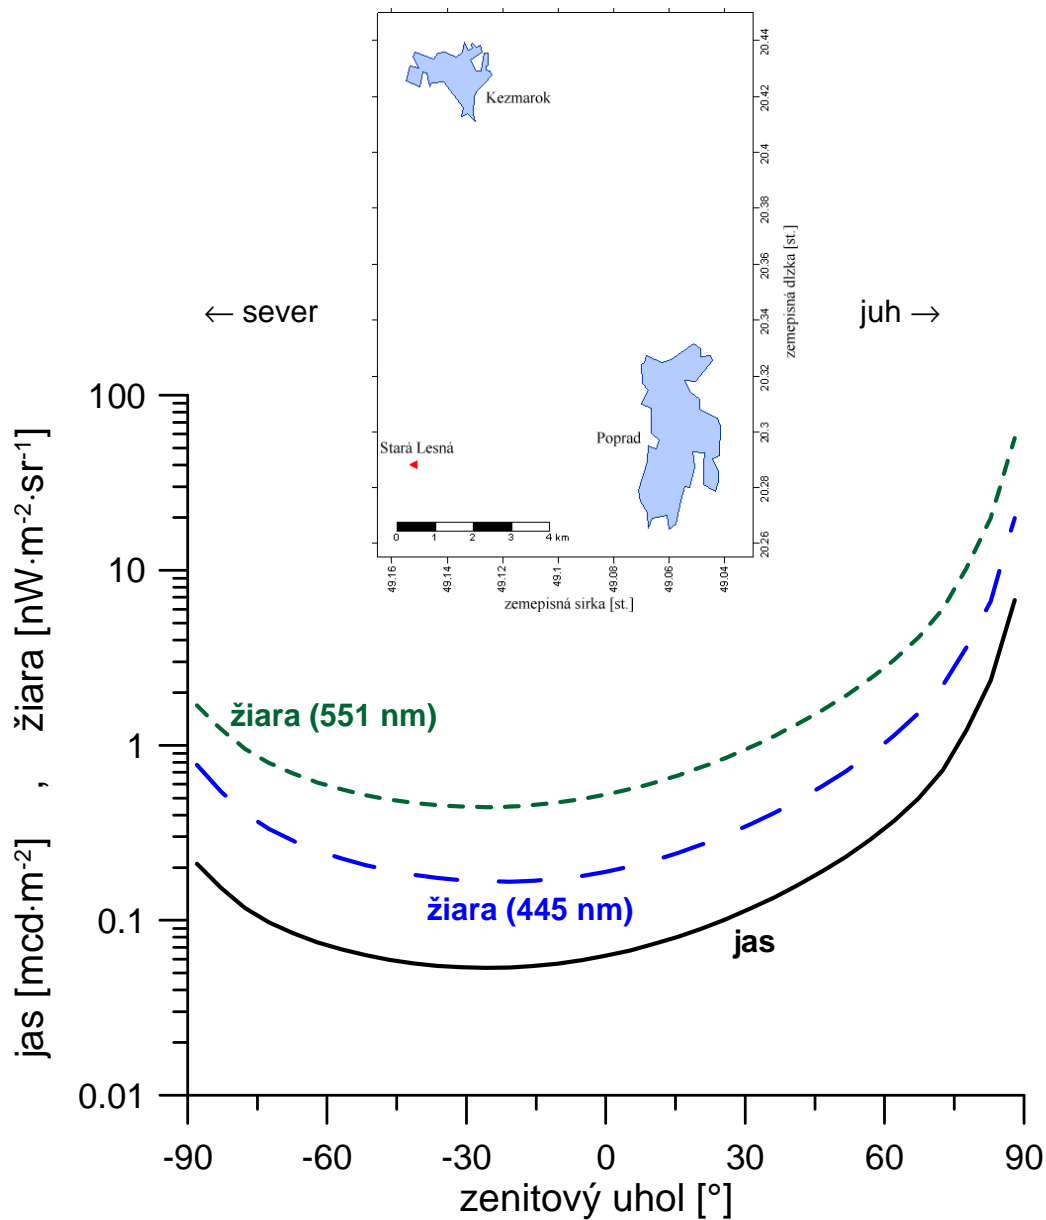 20.44
20.42
20.4
20.38
20.36
20.34
20.32
20.3
20.28
20.26
zemepisná dlzka [st.]
Kezmarok
Poprad
Stará Lesná
0 1 2 3 4 km
49.16 49.14 49.12 49.1 49.08 49.06 49.04
zemepisná sirka [st.]
← sever
juh →
100
10
1
0.1
0.01
jas [mcd·m-2] , žiara [nW·m-2·sr-1]
žiara (551 nm)
žiara (445 nm)
jas
-90 -60 -30 0 30 60 90
zenitový uhol [°]